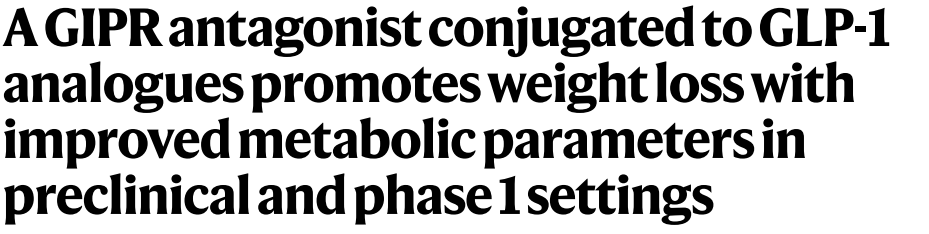 A GIPR antagonist conjugated to GLP-1
analogues promotes weight loss with
improved metabolic parameters in
preclinical and phase 1 settings